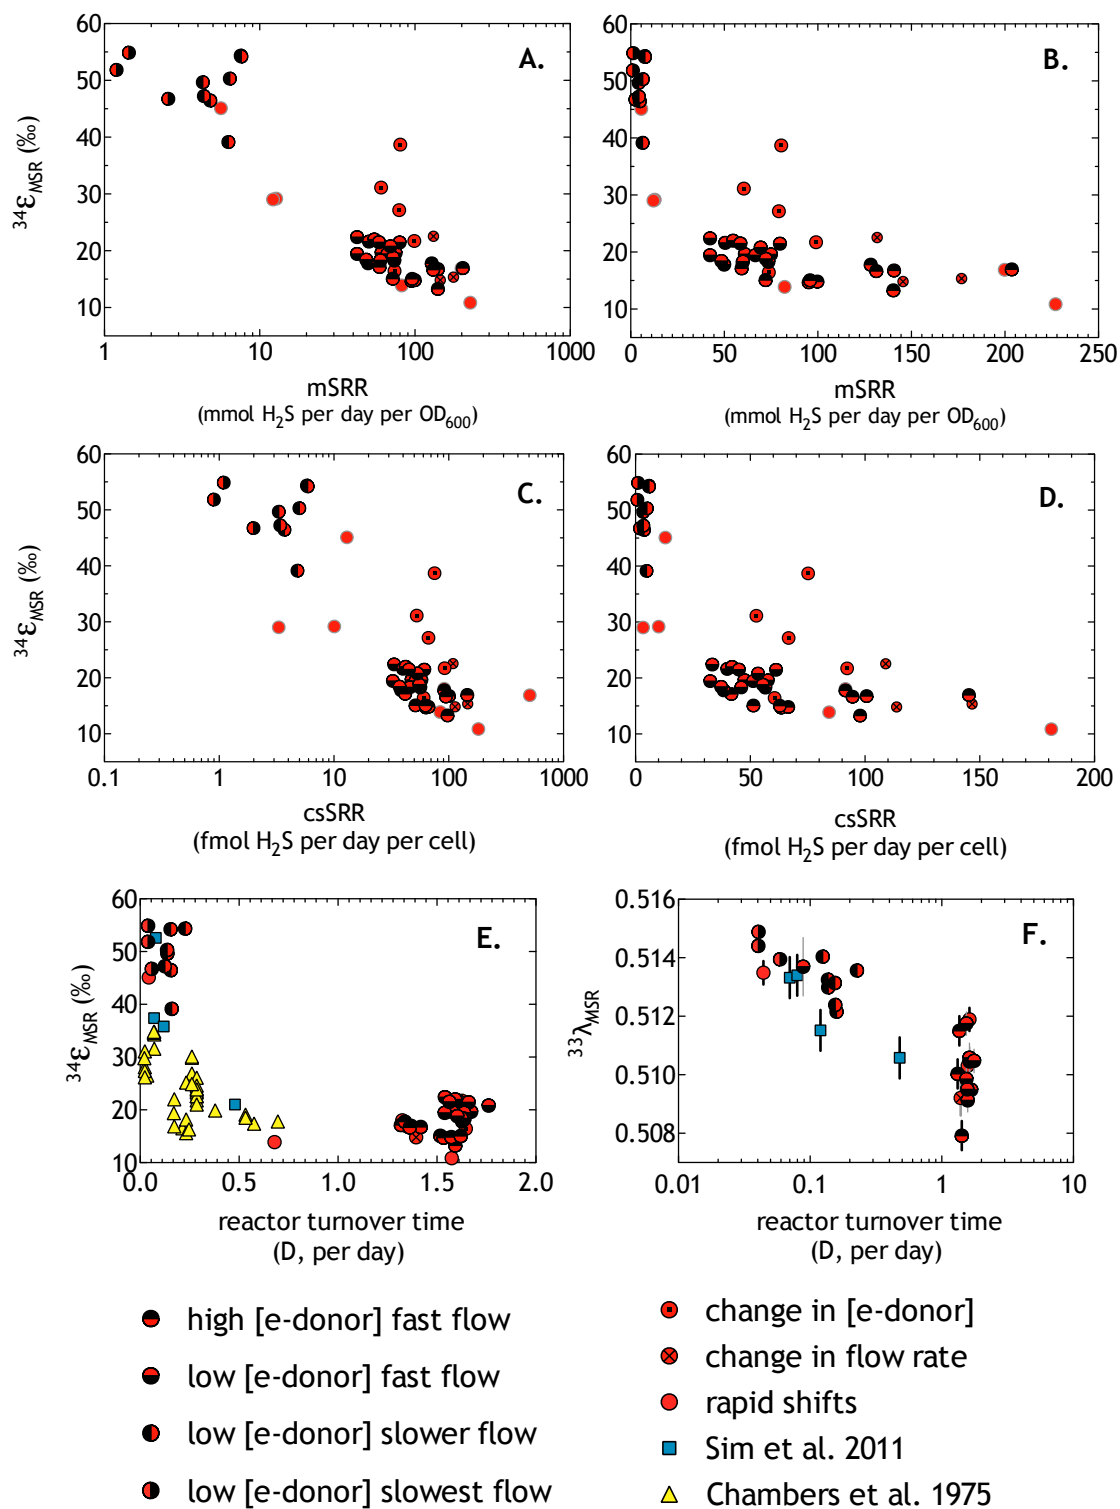 60
50
40
30
20
10
A.
³⁴ε_MSR (‰)
1
10
100
1000
mSRR
(mmol H₂S per day per OD₆₀₀)
60
50
40
30
20
10
B.
0
50
100
150
200
250
mSRR
(mmol H₂S per day per OD₆₀₀)
60
50
40
30
20
10
C.
³⁴ε_MSR (‰)
0.1
1
10
100
1000
csSRR
(fmol H₂S per day per cell)
60
50
40
30
20
10
D.
0
50
100
150
200
csSRR
(fmol H₂S per day per cell)
60
50
40
30
20
10
E.
³⁴ε_MSR (‰)
0.0
0.5
1.0
1.5
2.0
reactor turnover time
(D, per day)
0.516
0.514
0.512
0.510
0.508
F.
³³λ_MSR
0.01
0.1
1
10
reactor turnover time
(D, per day)
high [e-donor] fast flow
low [e-donor] fast flow
low [e-donor] slower flow
low [e-donor] slowest flow
change in [e-donor]
change in flow rate
rapid shifts
Sim et al. 2011
Chambers et al. 1975